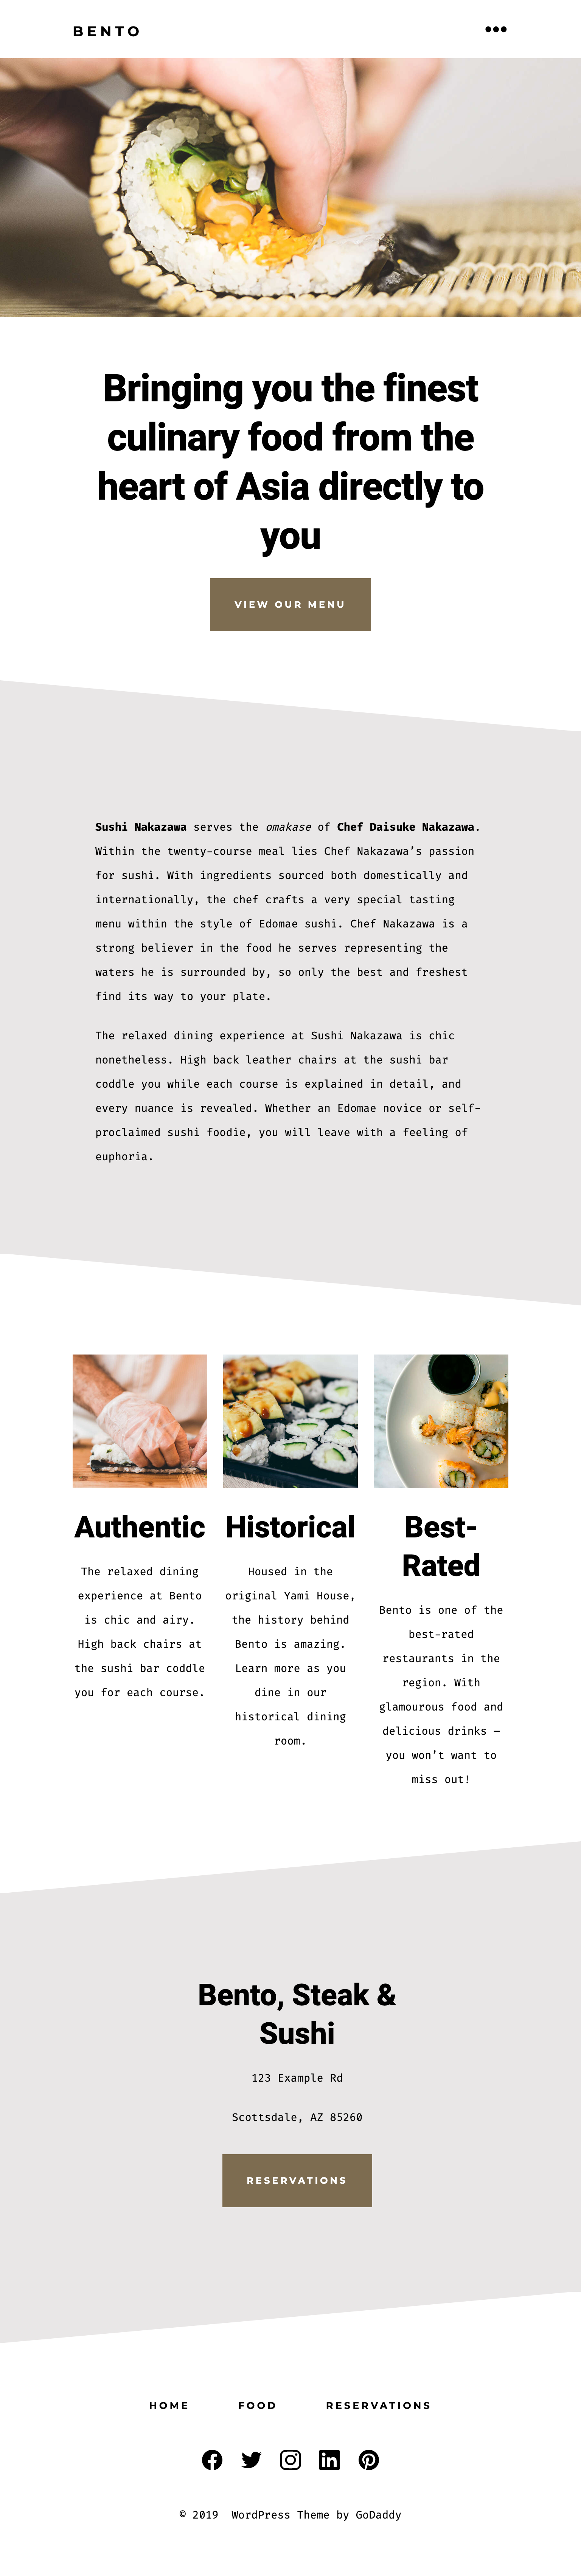 BENTO
Bringing you the finest
culinary food from the
heart of Asia directly to
you
VIEW OUR MENU
Sushi Nakazawa serves the omakase of Chef Daisuke Nakazawa.
Within the twenty-course meal lies Chef Nakazawa’s passion
for sushi. With ingredients sourced both domestically and
internationally, the chef crafts a very special tasting
menu within the style of Edomae sushi. Chef Nakazawa is a
strong believer in the food he serves representing the
waters he is surrounded by, so only the best and freshest
find its way to your plate.
The relaxed dining experience at Sushi Nakazawa is chic
nonetheless. High back leather chairs at the sushi bar
coddle you while each course is explained in detail, and
every nuance is revealed. Whether an Edomae novice or self-
proclaimed sushi foodie, you will leave with a feeling of
euphoria.
Authentic
The relaxed dining
experience at Bento
is chic and airy.
High back chairs at
the sushi bar coddle
you for each course.
Historical
Housed in the
original Yami House,
the history behind
Bento is amazing.
Learn more as you
dine in our
historical dining
room.
Best-
Rated
Bento is one of the
best-rated
restaurants in the
region. With
glamourous food and
delicious drinks –
you won’t want to
miss out!
Bento, Steak &
Sushi
123 Example Rd
Scottsdale, AZ 85260
RESERVATIONS
HOME FOOD RESERVATIONS
© 2019 WordPress Theme by GoDaddy